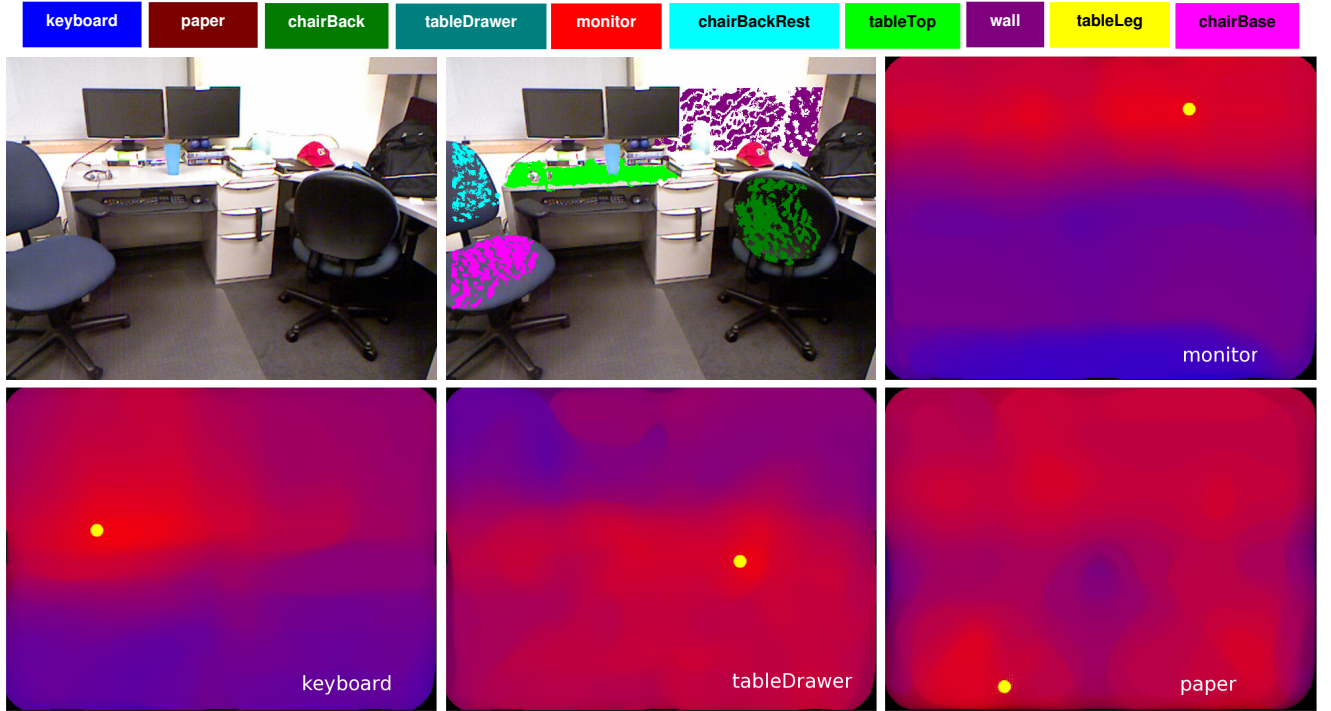 keyboard paper chairBack tableDrawer monitor chairBackRest tableTop wall tableLeg chairBase
monitor
keyboard tableDrawer paper